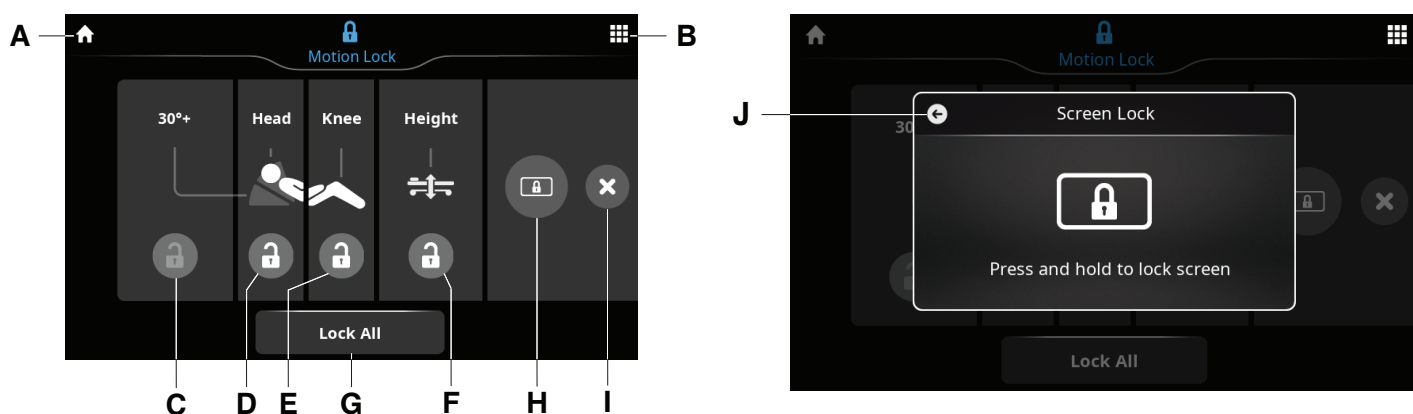 A
B
Motion Lock
30°+
Head
Knee
Height
Lock All
C
D
E
G
F
H
I
Motion Lock
J
Screen Lock
30
Press and hold to lock screen
Lock All